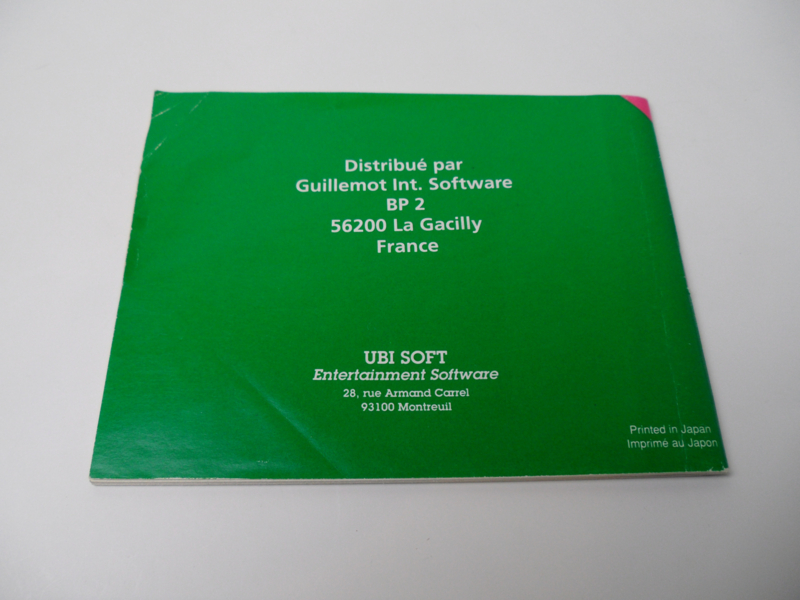 Distribué par
Guillemot Int. Software
BP 2
56200 La Gacilly
France
UBI SOFT
Entertainment Software
28, rue Armand Carrel
93100 Montreuil
Printed in Japan
Imprimé au Japon